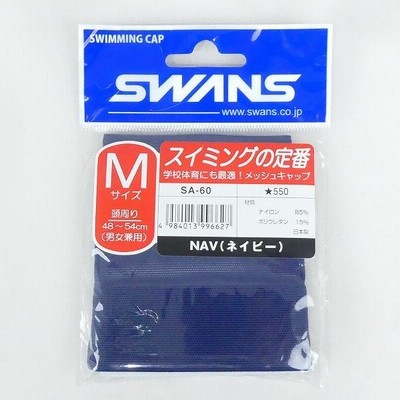 SWIMMING CAP
SWANS
www.swans.co.jp
Mサイズ
頭周り
48~54cm
(男女兼用)
スイミングの定番
学校体育にも最適!メッシュキャップ
SA-60
★550
材質
ナイロン 85%
ポリウレタン 15%
日本製
4 984013 996627
NAV(ネイビー)